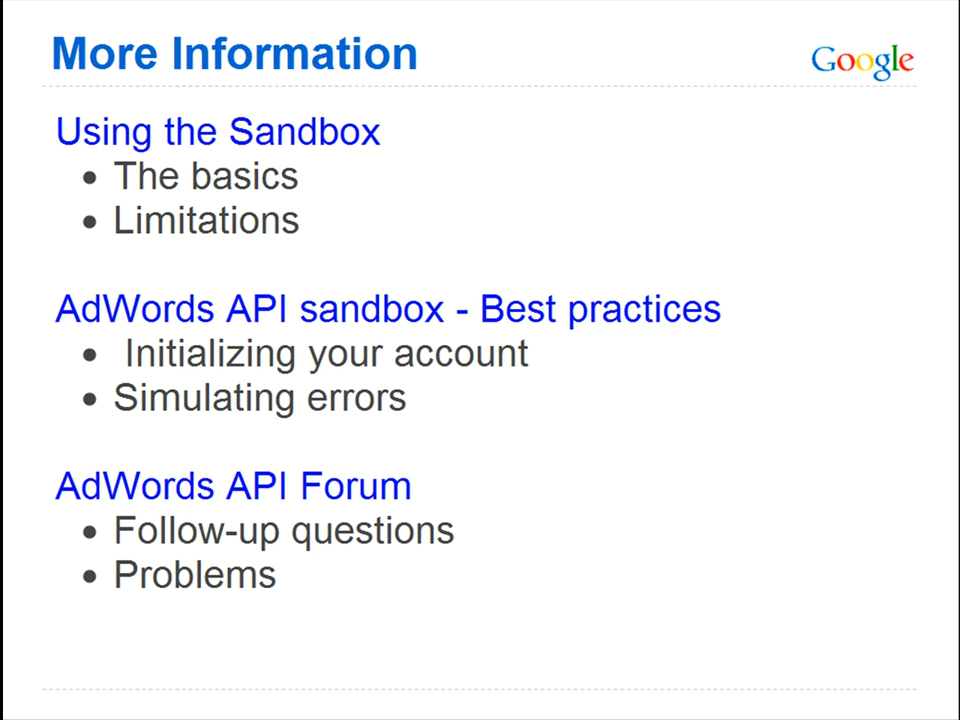 More Information
Google
Using the Sandbox
• The basics
• Limitations
AdWords API sandbox - Best practices
• Initializing your account
• Simulating errors
AdWords API Forum
• Follow-up questions
• Problems